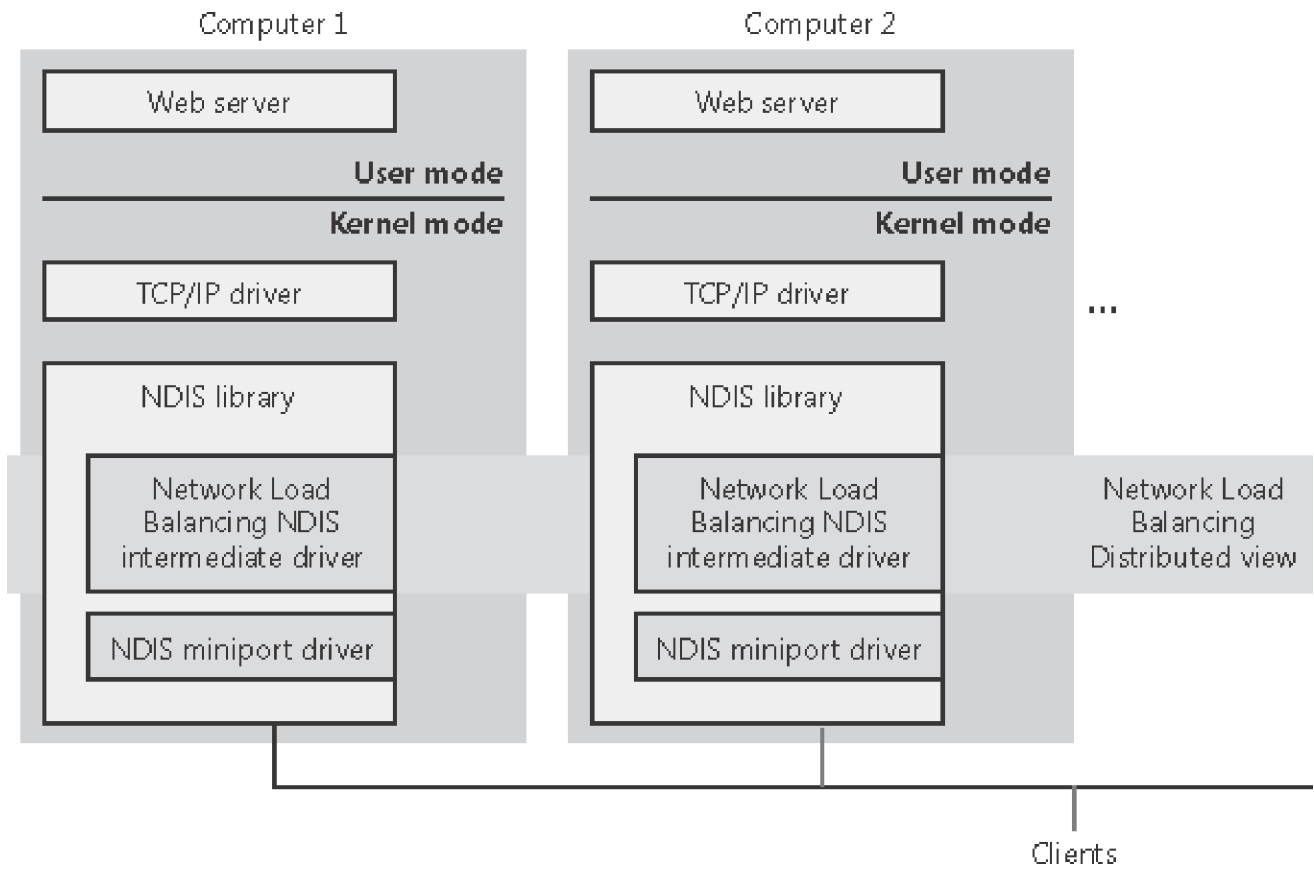 Computer 1
Web server
User mode
Kernel mode
TCP/IP driver
NDIS library
Network Load
Balancing NDIS
intermediate driver
NDIS miniport driver
Computer 2
Web server
User mode
Kernel mode
TCP/IP driver
NDIS library
Network Load
Balancing NDIS
intermediate driver
NDIS miniport driver
...
Network Load
Balancing
Distributed view
Clients